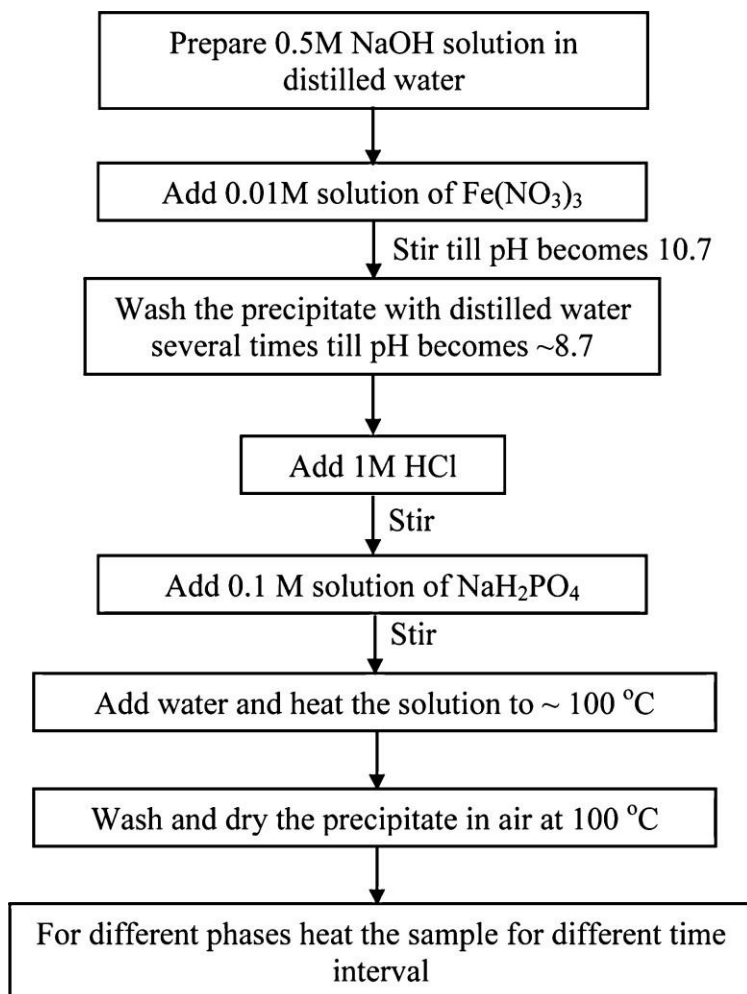 Prepare 0.5M NaOH solution in
distilled water
Add 0.01M solution of Fe(NO₃)₃
Stir till pH becomes 10.7
Wash the precipitate with distilled water
several times till pH becomes ~8.7
Add 1M HCl
Stir
Add 0.1 M solution of NaH₂PO₄
Stir
Add water and heat the solution to ~ 100 °C
Wash and dry the precipitate in air at 100 °C
For different phases heat the sample for different time
interval